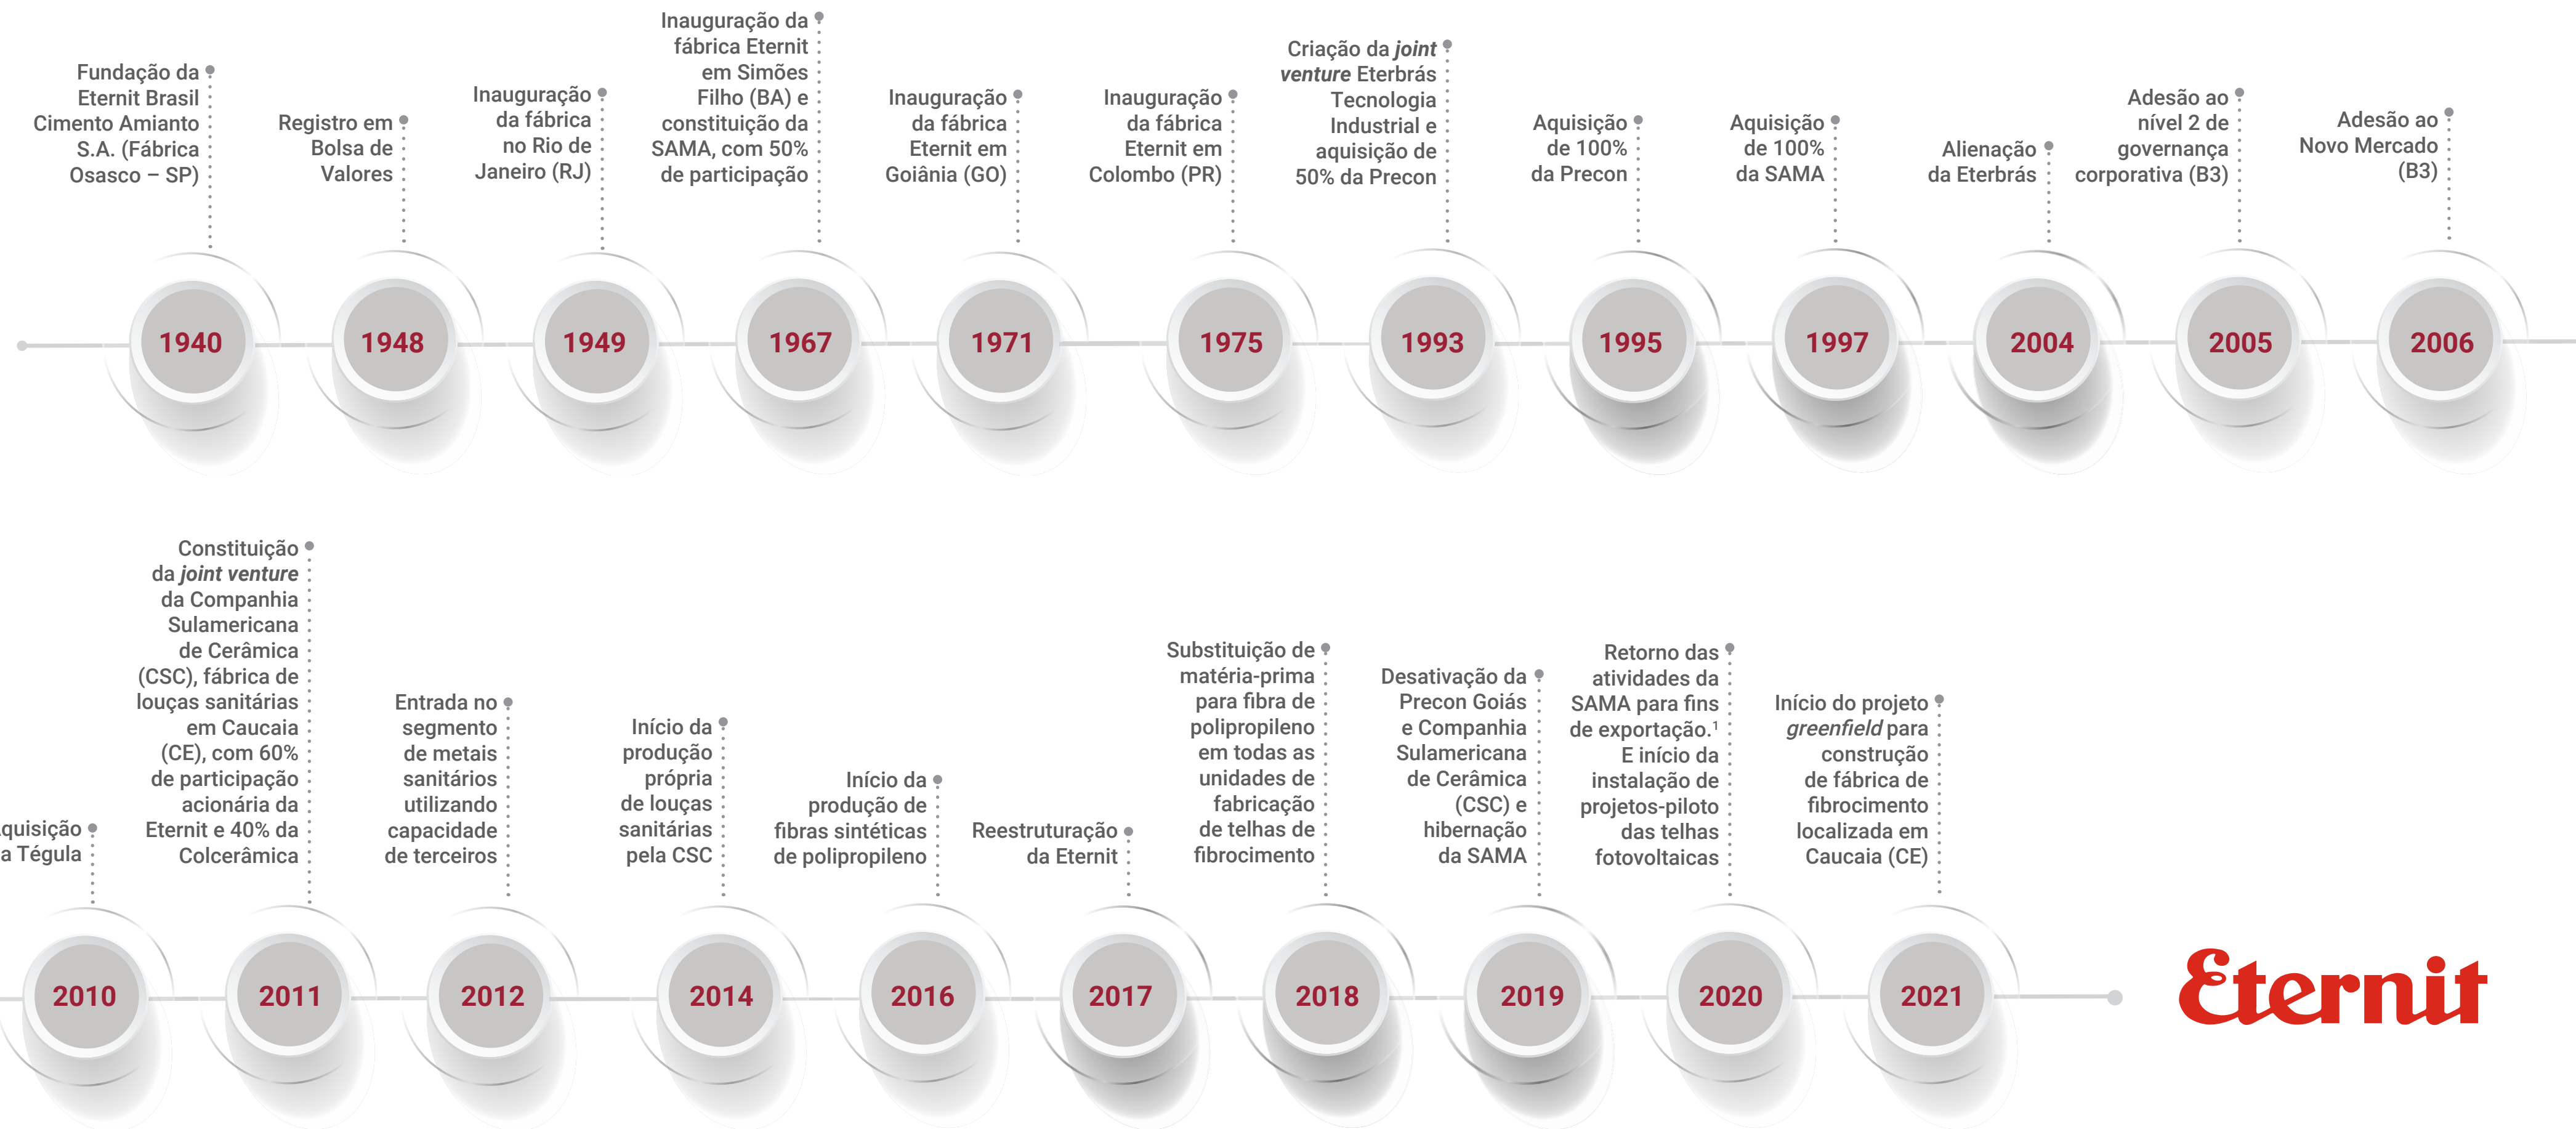 Fundação da
Eternit Brasil
Cimento Amianto
S.A. (Fábrica
Osasco – SP)
1940
Registro em
Bolsa de
Valores
1948
Inauguração
da fábrica
no Rio de
Janeiro (RJ)
1949
Inauguração da
fábrica Eternit
em Simões
Filho (BA) e
constituição da
SAMA, com 50%
de participação
1967
Inauguração
da fábrica
Eternit em
Goiânia (GO)
1971
Inauguração
da fábrica
Eternit em
Colombo (PR)
1975
Criação da joint
venture Eterbrás
Tecnologia
Industrial e
aquisição de
50% da Precon
1993
Aquisição
de 100%
da Precon
1995
Aquisição
de 100%
da SAMA
1997
Alienação
da Eterbrás
2004
Adesão ao
nível 2 de
governança
corporativa (B3)
2005
Adesão ao
Novo Mercado
(B3)
2006
quisição
a Tégula
2010
Constituição
da joint venture
da Companhia
Sulamericana
de Cerâmica
(CSC), fábrica de
louças sanitárias
em Caucaia
(CE), com 60%
de participação
acionária da
Eternit e 40% da
Colcerâmica
2011
Entrada no
segmento
de metais
sanitários
utilizando
capacidade
de terceiros
2012
Início da
produção
própria
de louças
sanitárias
pela CSC
2014
Início da
produção de
fibras sintéticas
de polipropileno
2016
Reestruturação
da Eternit
2017
Substituição de
matéria-prima
para fibra de
polipropileno
em todas as
unidades de
fabricação
de telhas de
fibrocimento
2018
Desativação da
Precon Goiás
e Companhia
Sulamericana
de Cerâmica
(CSC) e
hibernação
da SAMA
2019
Retorno das
atividades da
SAMA para fins
de exportação.¹
E início da
instalação de
projetos-piloto
das telhas
fotovoltaicas
2020
Início do projeto
greenfield para
construção
de fábrica de
fibrocimento
localizada em
Caucaia (CE)
2021
Eternit